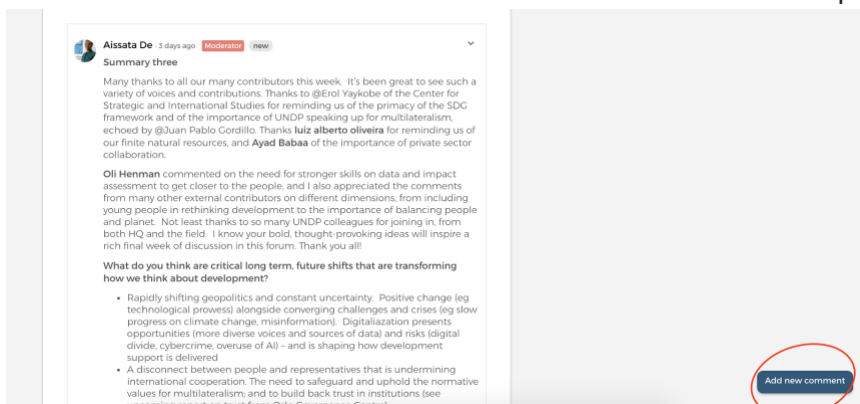 Aissata De · 3 days ago Moderator new
Summary three
Many thanks to all our many contributors this week. It's been great to see such a
variety of voices and contributions. Thanks to @Erol Yaykobe of the Center for
Strategic and International Studies for reminding us of the primacy of the SDG
framework and of the importance of UNDP speaking up for multilateralism,
echoed by @Juan Pablo Gordillo. Thanks luiz alberto oliveira for reminding us of
our finite natural resources, and Ayad Babaa of the importance of private sector
collaboration.
Oli Henman commented on the need for stronger skills on data and impact
assessment to get closer to the people, and I also appreciated the comments
from many other external contributors on different dimensions, from including
young people in rethinking development to the importance of balancing people
and planet. Not least thanks to so many UNDP colleagues for joining in, from
both HQ and the field. I know your bold, thought-provoking ideas will inspire a
rich final week of discussion in this forum. Thank you all!
What do you think are critical long term, future shifts that are transforming
how we think about development?
• Rapidly shifting geopolitics and constant uncertainty. Positive change (eg
technological prowess) alongside converging challenges and crises (eg slow
progress on climate change, misinformation). Digitaliazation presents
opportunities (more diverse voices and sources of data) and risks (digital
divide, cybercrime, overuse of AI) – and is shaping how development
support is delivered
• A disconnect between people and representatives that is undermining
international cooperation. The need to safeguard and uphold the normative
values for multilateralism; and to build back trust in institutions (see
Add new comment